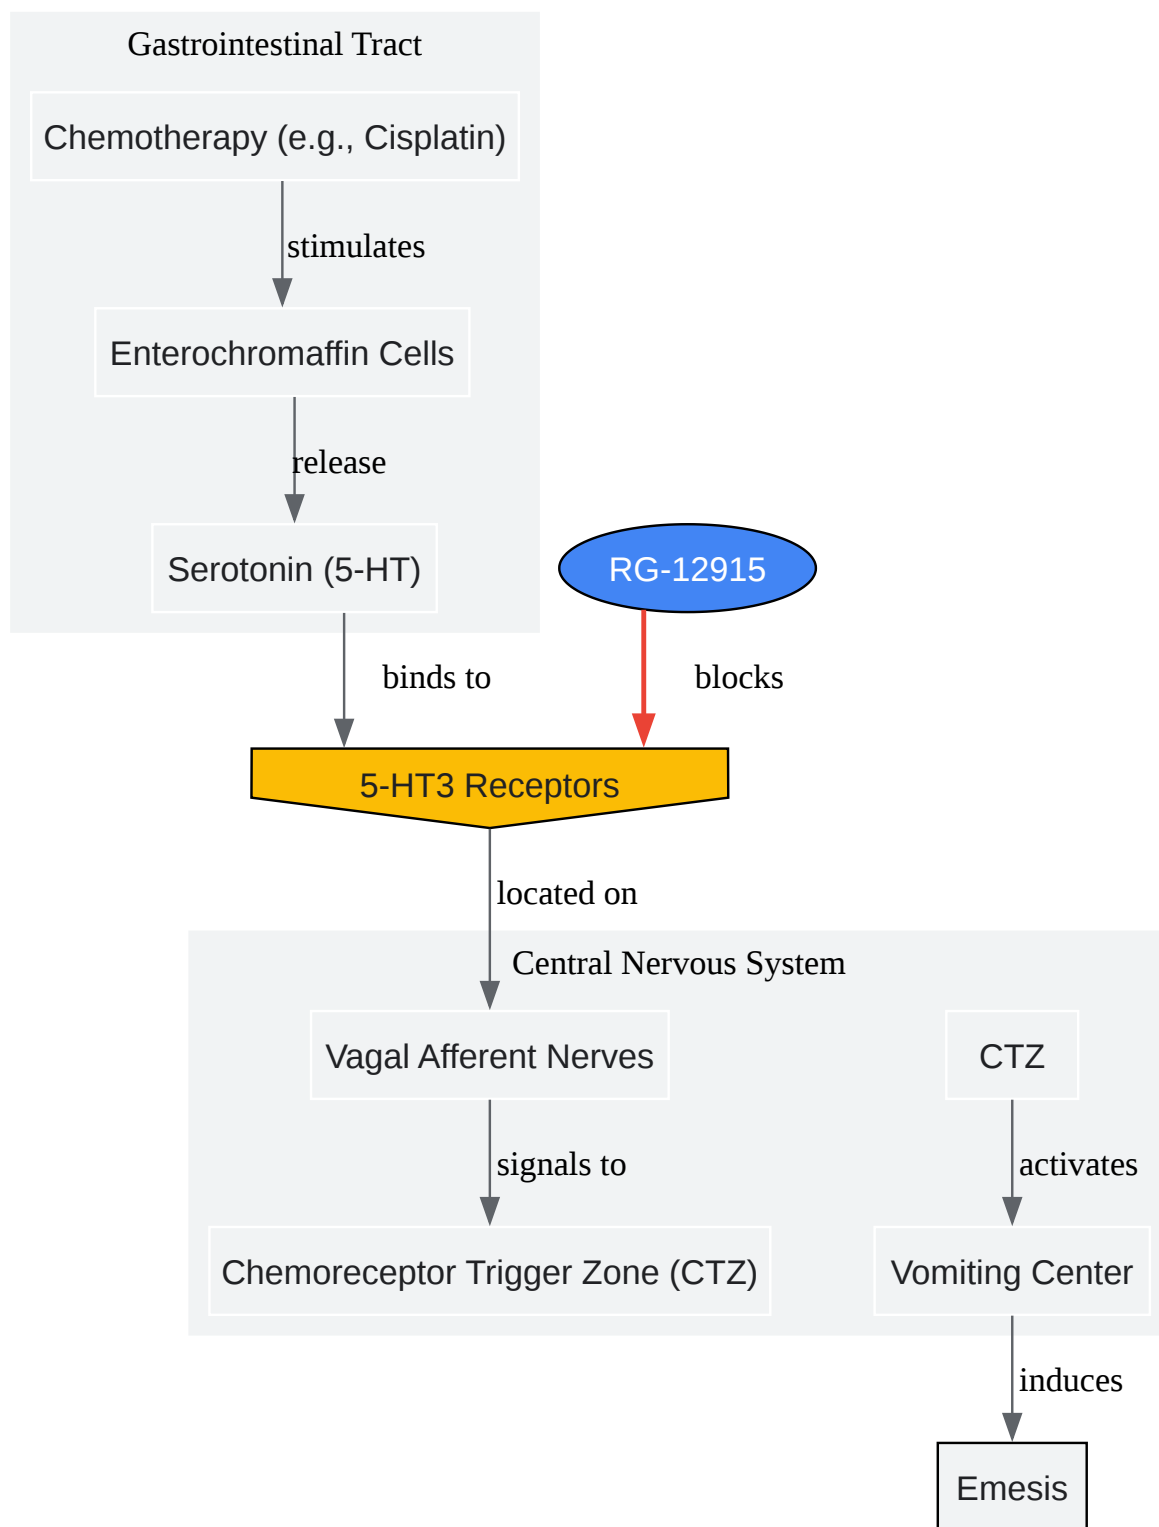 Gastrointestinal Tract
Chemotherapy (e.g., Cisplatin)
stimulates
Enterochromaffin Cells
release
Serotonin (5-HT)
RG-12915
binds to
blocks
5-HT3 Receptors
located on
Central Nervous System
Vagal Afferent Nerves
CTZ
signals to
activates
Chemoreceptor Trigger Zone (CTZ)
Vomiting Center
induces
Emesis